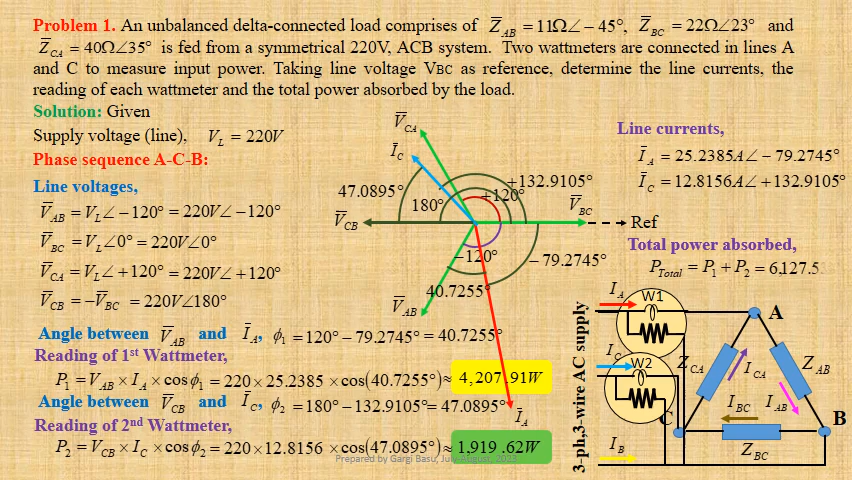 Problem 1. An unbalanced delta-connected load comprises of Z̅AB = 11Ω∠−45°, Z̅BC = 22Ω∠23° and
Z̅CA = 40Ω∠35° is fed from a symmetrical 220V, ACB system. Two wattmeters are connected in lines A
and C to measure input power. Taking line voltage VBC as reference, determine the line currents, the
reading of each wattmeter and the total power absorbed by the load.
Solution: Given
Supply voltage (line), VL = 220V
Phase sequence A-C-B:
Line voltages,
V̅AB = VL∠−120° = 220V∠−120°
V̅BC = VL∠0° = 220V∠0°
V̅CA = VL∠+120° = 220V∠+120°
V̅CB = −V̅BC = 220V∠180°
Angle between V̅AB and I̅A, ϕ1 = 120° − 79.2745° = 40.7255°
Reading of 1st Wattmeter,
P1 = VAB × IA × cosϕ1 = 220 × 25.2385 × cos(40.7255°) ≈ 4,207.91W
Angle between V̅CB and I̅C, ϕ2 = 180° − 132.9105° = 47.0895°
Reading of 2nd Wattmeter,
P2 = VCB × IC × cosϕ2 = 220 × 12.8156 × cos(47.0895°) ≈ 1,919.62W
V̅CA
I̅C
47.0895°
180°
+120°
+132.9105°
V̅BC
V̅CB
Ref
−120°
−79.2745°
40.7255°
V̅AB
I̅A
Line currents,
I̅A = 25.2385A∠−79.2745°
I̅C = 12.8156A∠+132.9105°
Total power absorbed,
PTotal = P1 + P2 = 6,127.5
3-ph,3-wire AC supply
IA
W1
A
IC
W2
ZCA
ICA
ZAB
IBC
IAB
C
B
IB
ZBC
Prepared by Gargi Basu,